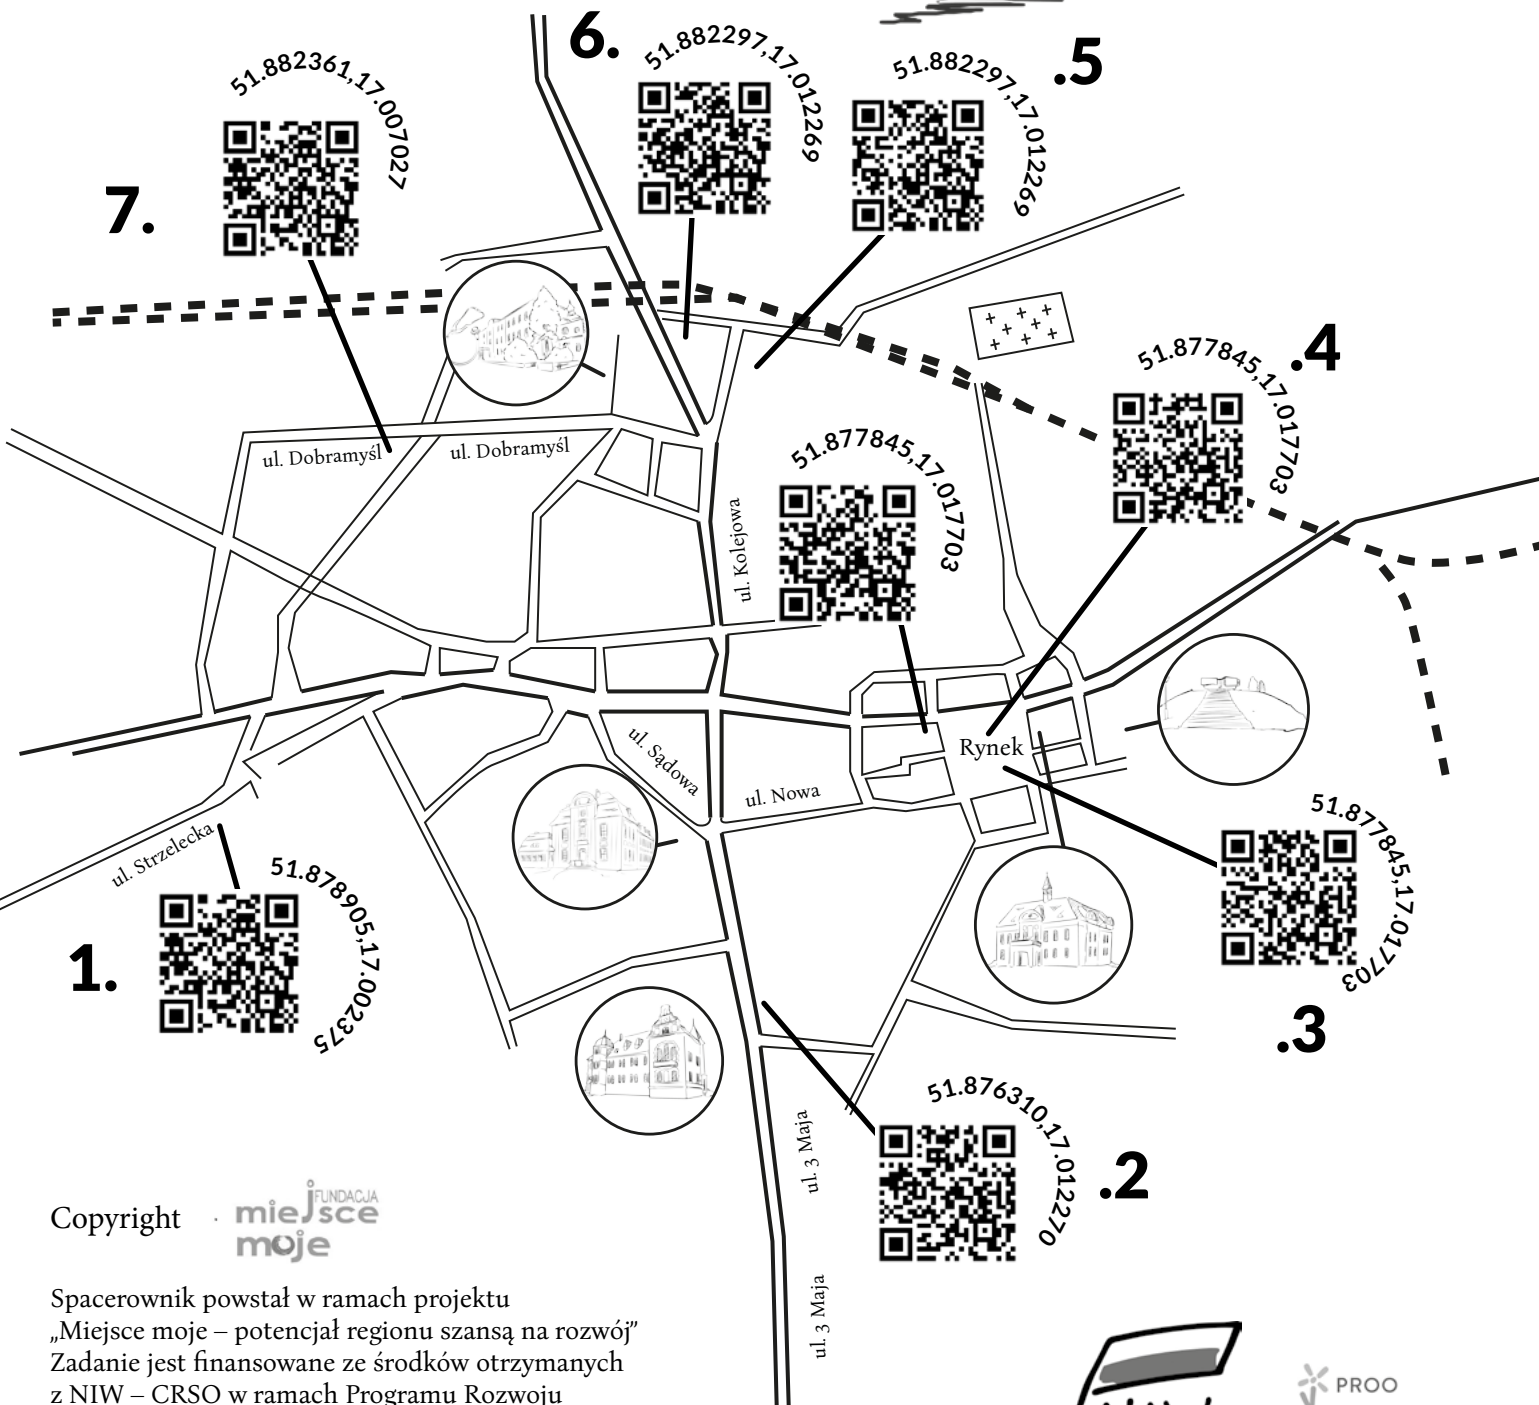 6.
51.882297,17.012269
.5
51.882297,17.012269
51.882361,17.007027
7.
.4
51.877845,17.017703
51.877845,17.017703
ul. Dobramyśl
ul. Dobramyśl
ul. Kolejowa
ul. Sądowa
Rynek
ul. Nowa
51.877845,17.017703
.3
ul. Strzelecka
51.878905,17.002375
1.
51.876310,17.012270
.2
ul. 3 Maja
ul. 3 Maja
Copyright
FUNDACJA
miejsce
moje
Spacerownik powstał w ramach projektu
„Miejsce moje – potencjał regionu szansą na rozwój”
Zadanie jest finansowane ze środków otrzymanych
z NIW – CRSO w ramach Programu Rozwoju
PROO